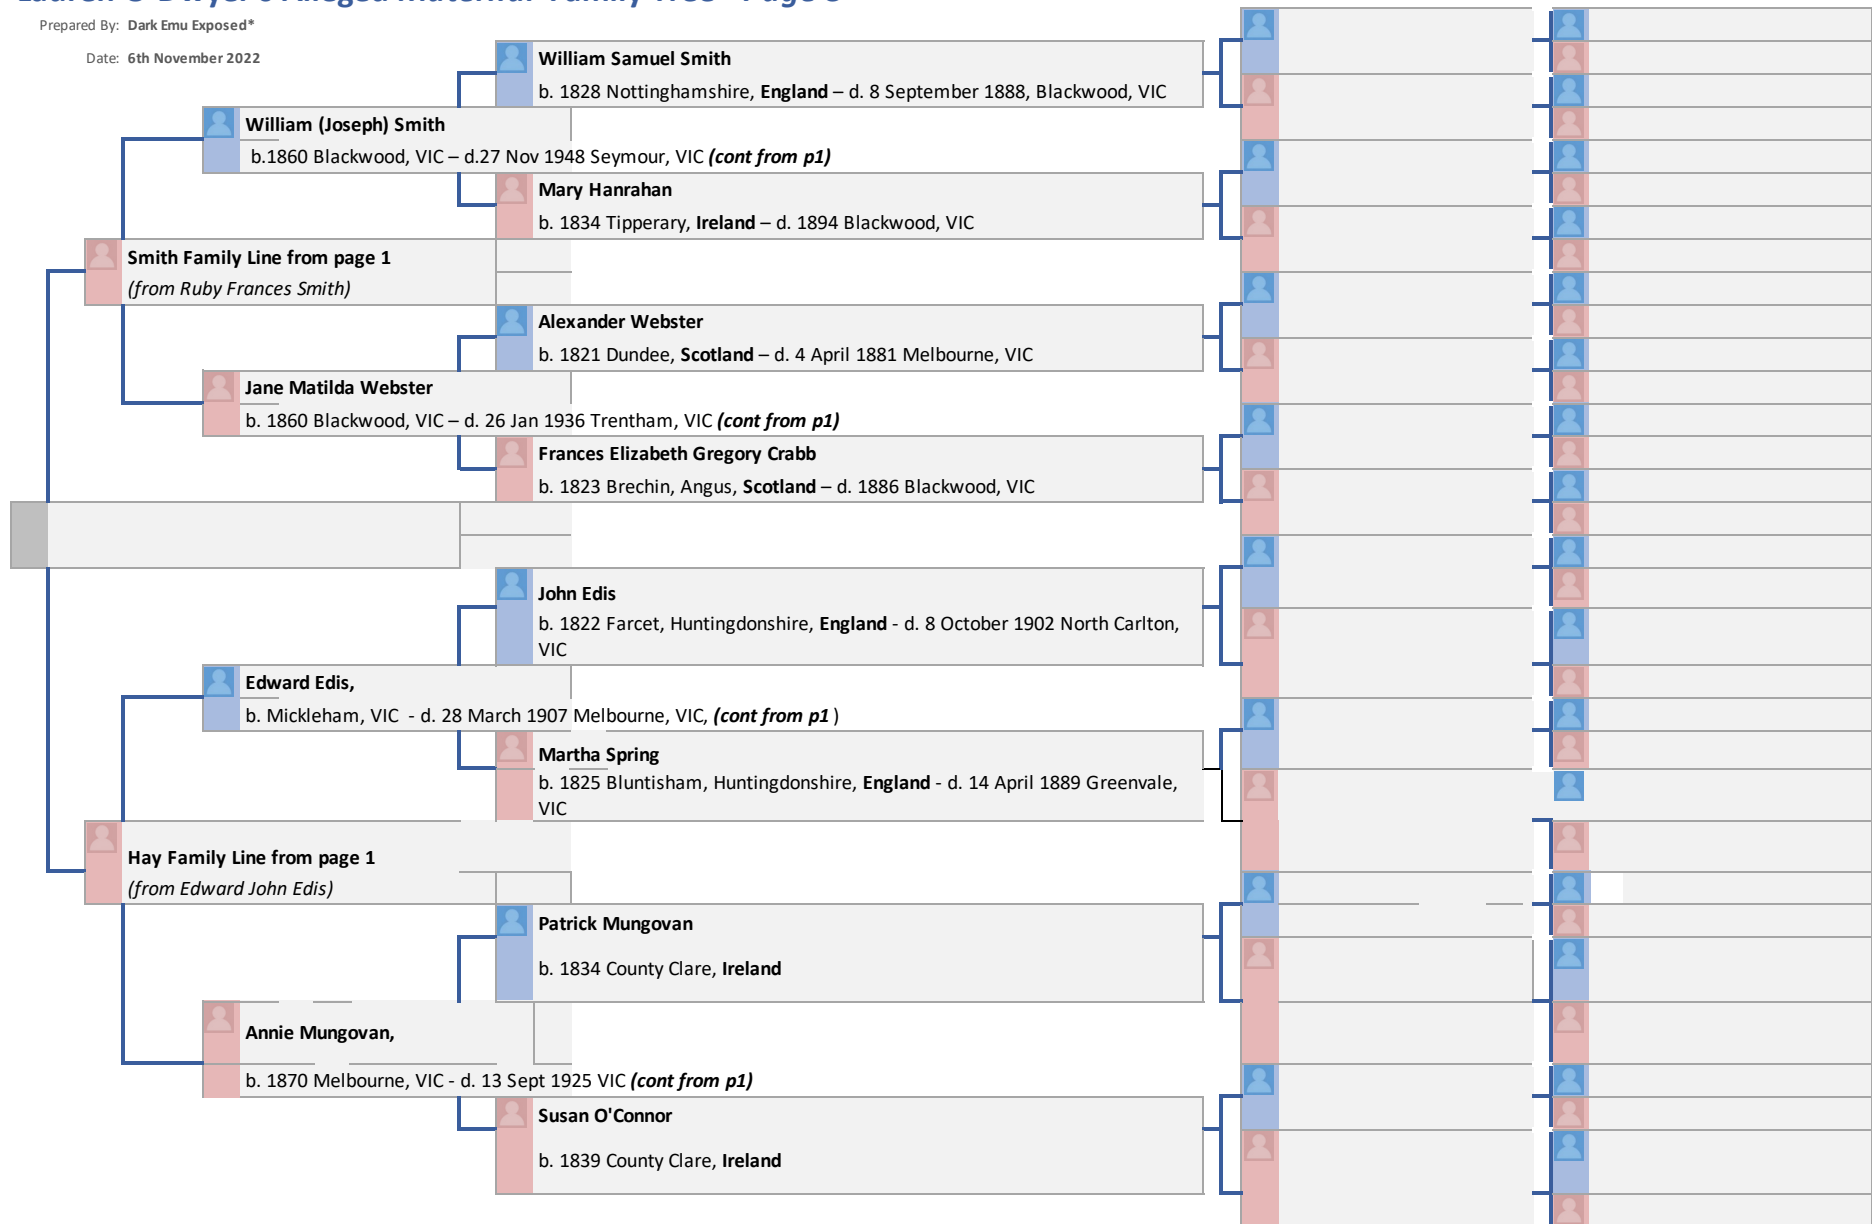 Prepared By: Dark Emu Exposed*
Date: 6th November 2022
William Samuel Smith
b. 1828 Nottinghamshire, England – d. 8 September 1888, Blackwood, VIC
William (Joseph) Smith
b.1860 Blackwood, VIC – d.27 Nov 1948 Seymour, VIC (cont from p1)
Mary Hanrahan
b. 1834 Tipperary, Ireland – d. 1894 Blackwood, VIC
Smith Family Line from page 1
(from Ruby Frances Smith)
Alexander Webster
b. 1821 Dundee, Scotland – d. 4 April 1881 Melbourne, VIC
Jane Matilda Webster
b. 1860 Blackwood, VIC – d. 26 Jan 1936 Trentham, VIC (cont from p1)
Frances Elizabeth Gregory Crabb
b. 1823 Brechin, Angus, Scotland – d. 1886 Blackwood, VIC
John Edis
b. 1822 Farcet, Huntingdonshire, England - d. 8 October 1902 North Carlton,
VIC
Edward Edis,
b. Mickleham, VIC - d. 28 March 1907 Melbourne, VIC, (cont from p1 )
Martha Spring
b. 1825 Bluntisham, Huntingdonshire, England - d. 14 April 1889 Greenvale,
VIC
Hay Family Line from page 1
(from Edward John Edis)
Patrick Mungovan
b. 1834 County Clare, Ireland
Annie Mungovan,
b. 1870 Melbourne, VIC - d. 13 Sept 1925 VIC (cont from p1)
Susan O'Connor
b. 1839 County Clare, Ireland